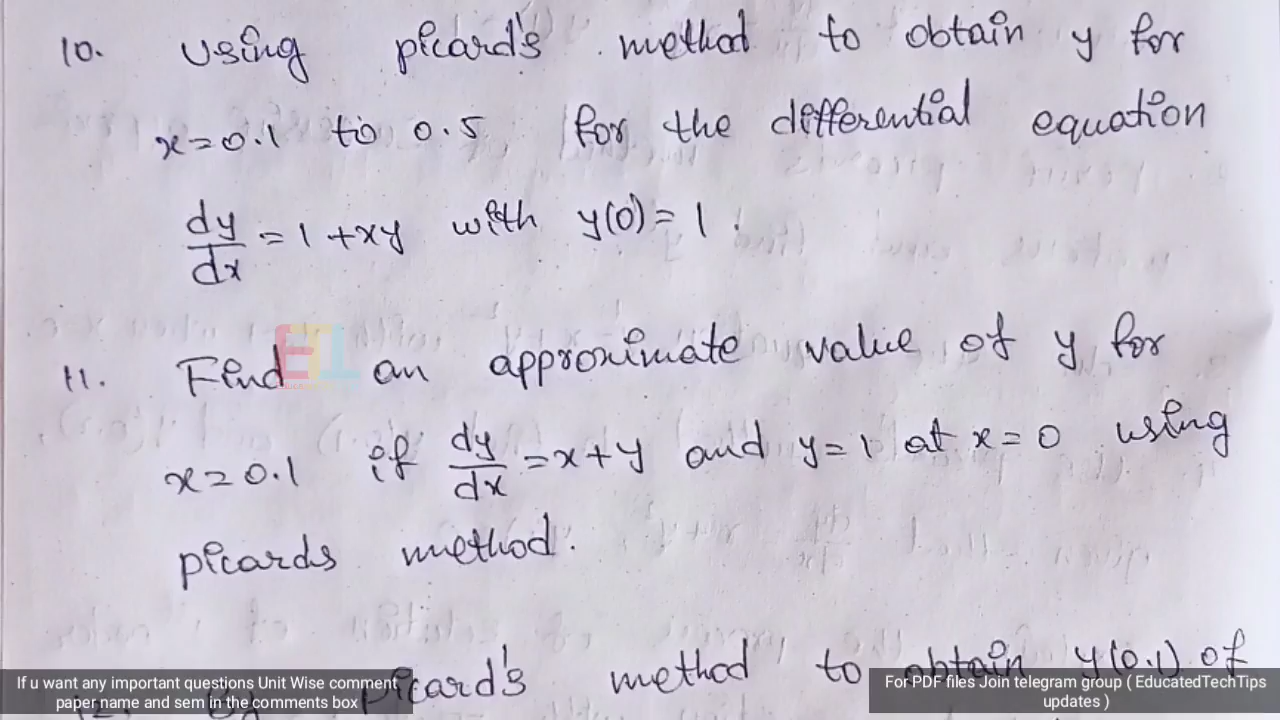 10. Using picard's method to obtain y for
x=0.1 to 0.5 for the differential equation
dy/dx = 1+xy with y(0)=1.
11. Find an approximate value of y for
x=0.1 if dy/dx = x+y and y=1 at x=0 using
picards method.
picard's method to obtain y(0.1) of
If u want any important questions Unit Wise comment
paper name and sem in the comments box
For PDF files Join telegram group ( EducatedTechTips
updates )